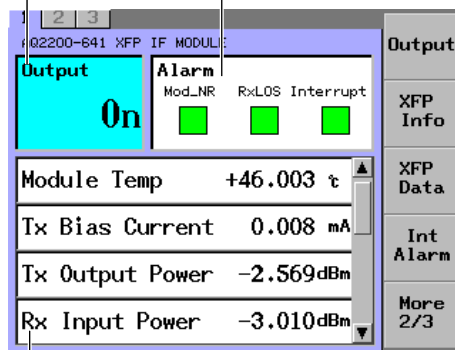 1 2 3
AQ2200-641 XFP IF MODULE
Output
On
Alarm
Mod_NR RxLOS Interrupt
Module Temp +46.003 ℃
Tx Bias Current 0.008 mA
Tx Output Power -2.569dBm
Rx Input Power -3.010dBm
Output
XFP
Info
XFP
Data
Int
Alarm
More
2/3